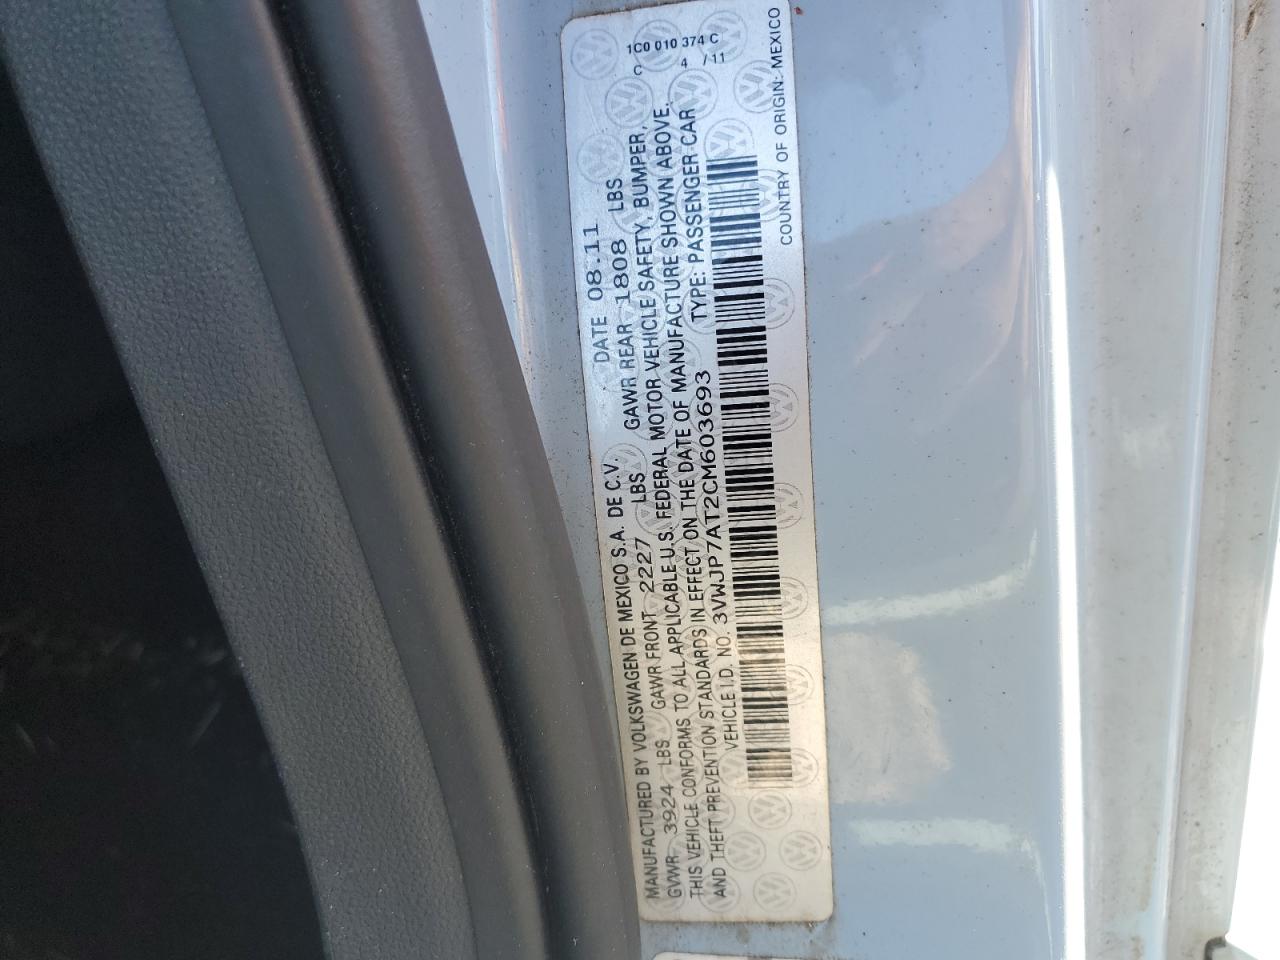 1C0 010 374 C
C 4 / 11
MANUFACTURED BY VOLKSWAGEN DE MEXICO S.A. DE C.V. DATE 08.11
GVWR 3924 LBS GAWR FRONT 2227 LBS GAWR REAR 1808 LBS
THIS VEHICLE CONFORMS TO ALL APPLICABLE U.S. FEDERAL MOTOR VEHICLE SAFETY, BUMPER,
AND THEFT PREVENTION STANDARDS IN EFFECT ON THE DATE OF MANUFACTURE SHOWN ABOVE.
VEHICLE I.D. NO. 3VWJP7AT2CM603693 TYPE: PASSENGER CAR
COUNTRY OF ORIGIN: MEXICO